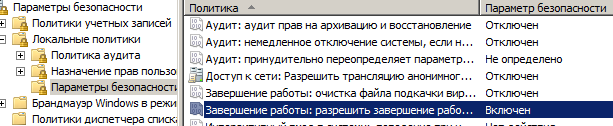 Параметры безопасности
Политики учетных записей
Локальные политики
Политика аудита
Назначение прав пользо
Параметры безопасност
Брандмауэр Windows в режи
Политики диспетчера списка
Политика
Параметр безопасности
Аудит: аудит прав на архивацию и восстановление
Отключен
Аудит: немедленное отключение системы, если н...
Отключен
Аудит: принудительно переопределяет параметр...
Не определено
Доступ к сети: Разрешить трансляцию анонимног...
Отключен
Завершение работы: очистка файла подкачки вир...
Отключен
Завершение работы: разрешить завершение рабо...
Включен